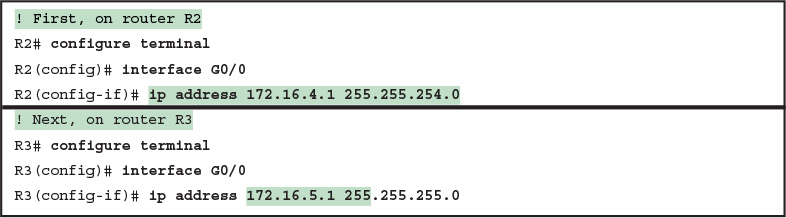 ! First, on router R2
R2# configure terminal
R2(config)# interface G0/0
R2(config-if)# ip address 172.16.4.1 255.255.254.0
! Next, on router R3
R3# configure terminal
R3(config)# interface G0/0
R3(config-if)# ip address 172.16.5.1 255.255.255.0